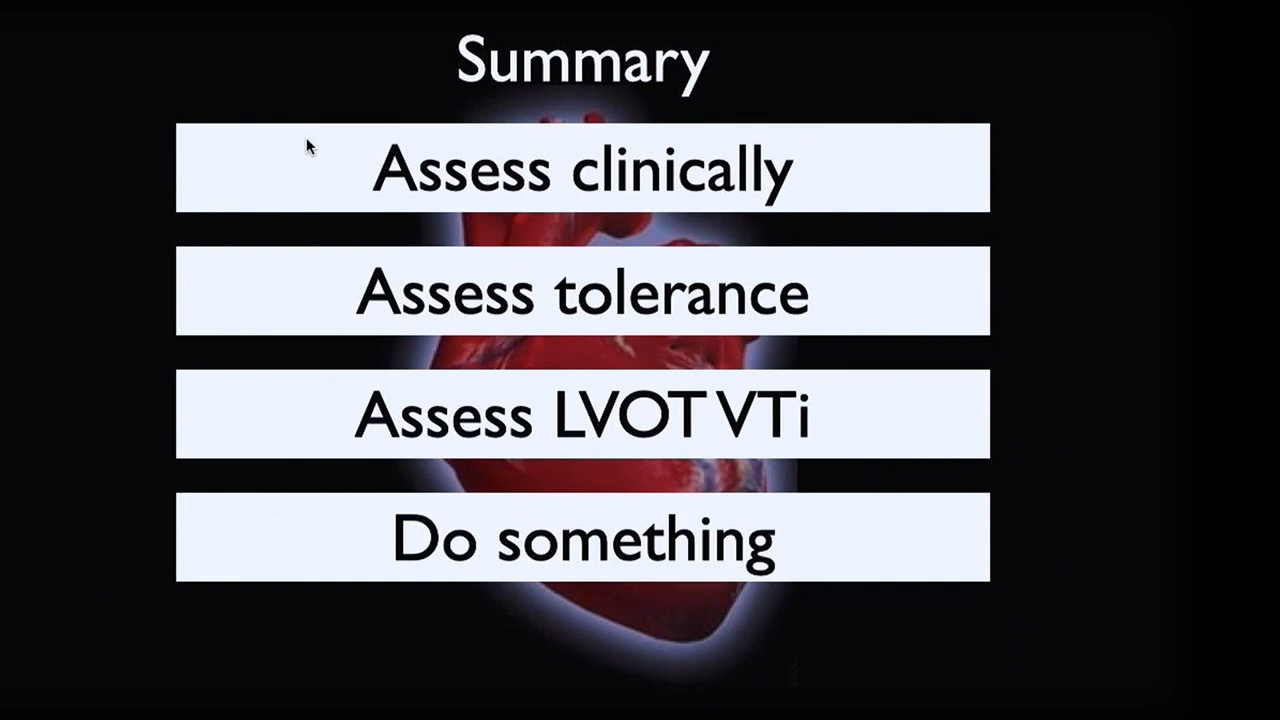 Summary
Assess clinically
Assess tolerance
Assess LVOT VTi
Do something